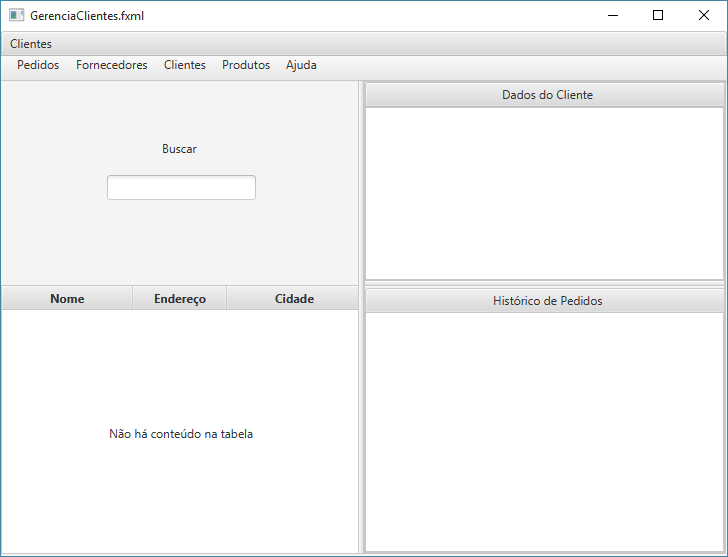 GerenciaClientes.fxml
Clientes
Pedidos Fornecedores Clientes Produtos Ajuda
Buscar
Nome Endereço Cidade
Não há conteúdo na tabela
Dados do Cliente
Histórico de Pedidos